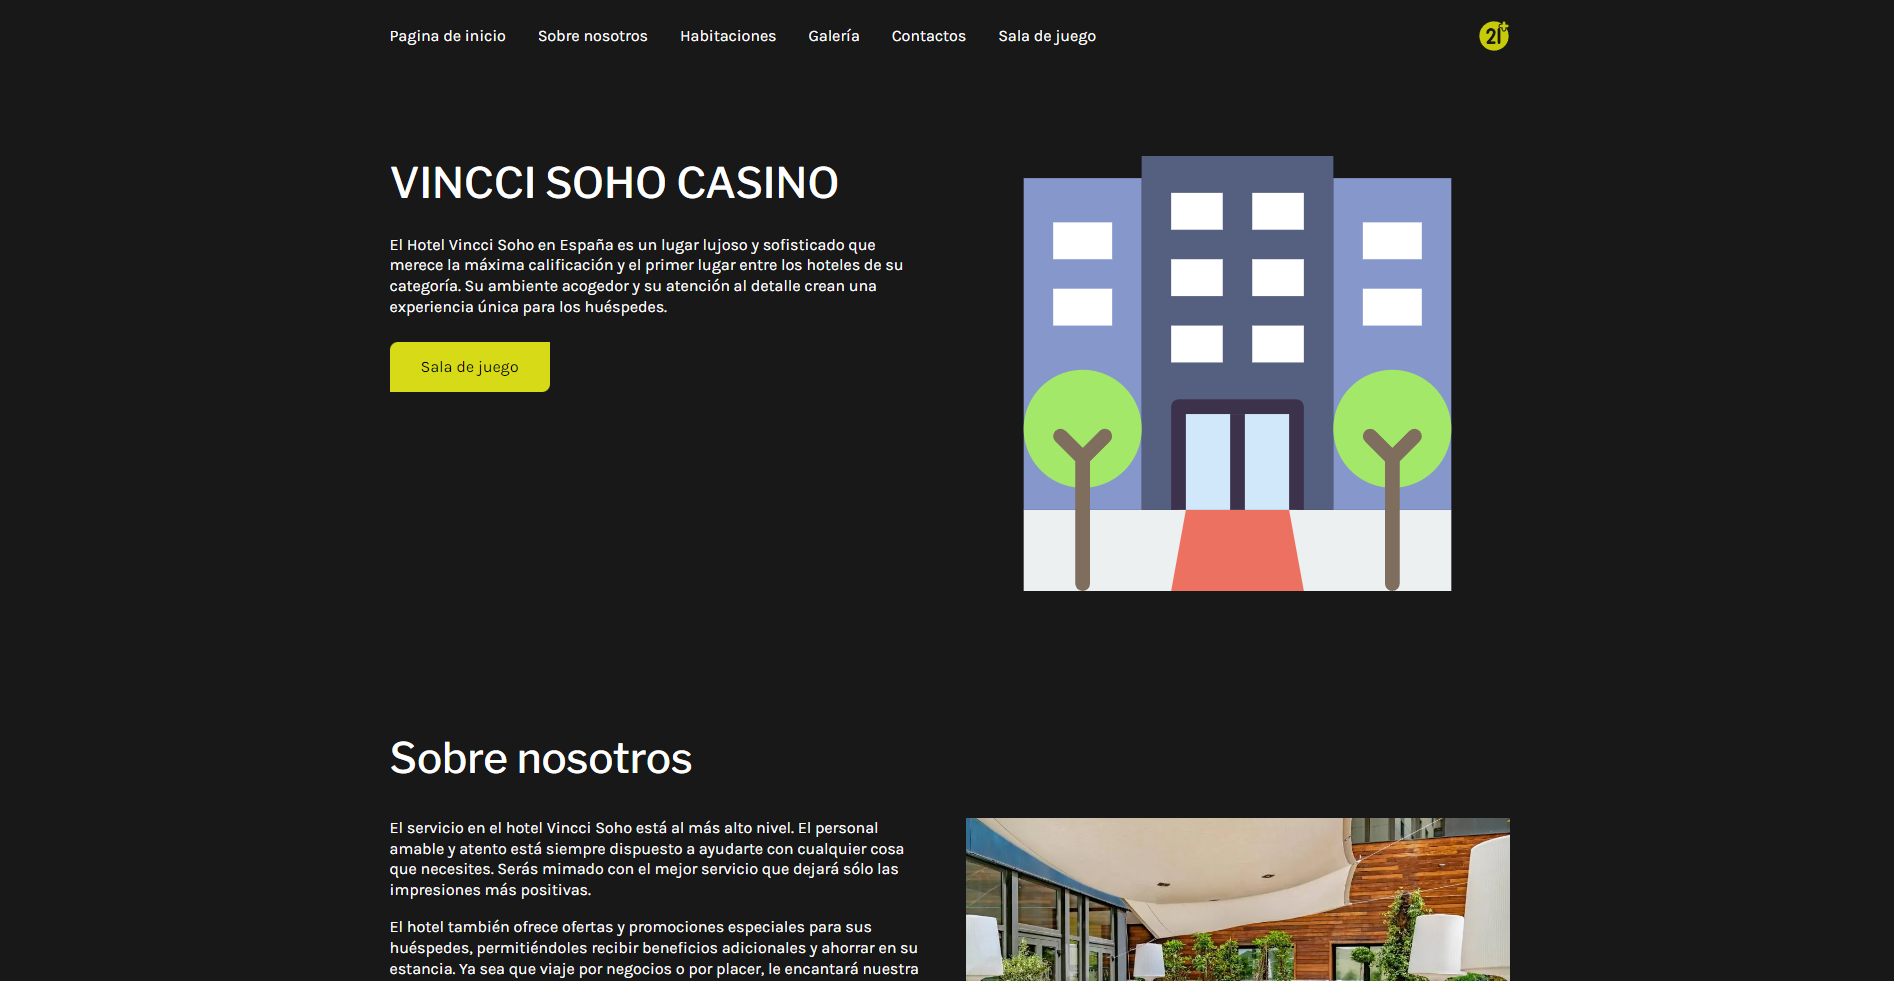 Pagina de inicio
Sobre nosotros
Habitaciones
Galería
Contactos
Sala de juego
21+
VINCCI SOHO CASINO
El Hotel Vincci Soho en España es un lugar lujoso y sofisticado que
merece la máxima calificación y el primer lugar entre los hoteles de su
categoría. Su ambiente acogedor y su atención al detalle crean una
experiencia única para los huéspedes.
Sala de juego
Sobre nosotros
El servicio en el hotel Vincci Soho está al más alto nivel. El personal
amable y atento está siempre dispuesto a ayudarte con cualquier cosa
que necesites. Serás mimado con el mejor servicio que dejará sólo las
impresiones más positivas.
El hotel también ofrece ofertas y promociones especiales para sus
huéspedes, permitiéndoles recibir beneficios adicionales y ahorrar en su
estancia. Ya sea que viaje por negocios o por placer, le encantará nuestra